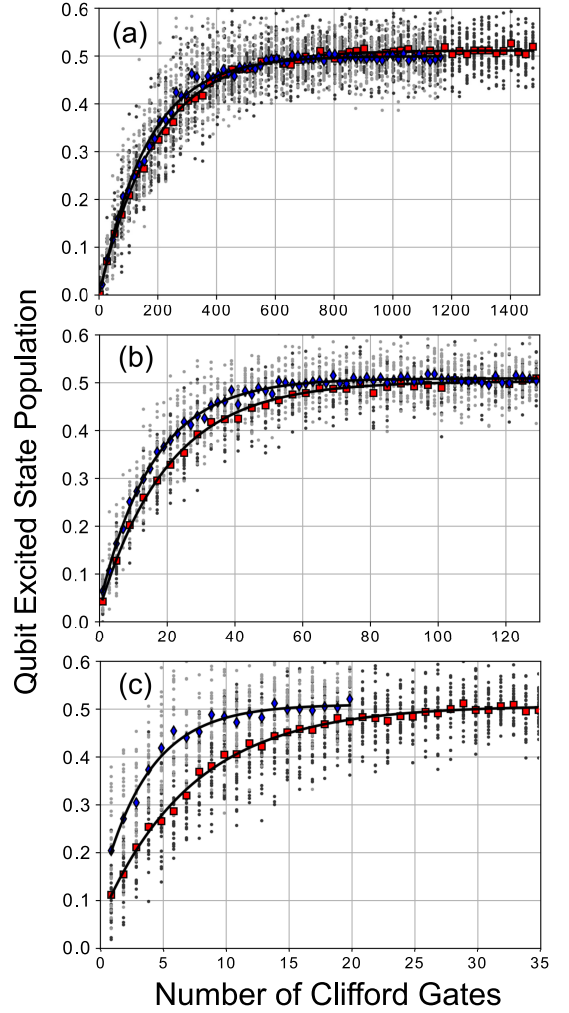 (a)
0.6
0.5
0.4
0.3
0.2
0.1
0.0
0 200 400 600 800 1000 1200 1400
(b)
0.6
0.5
0.4
0.3
0.2
0.1
0.0
0 20 40 60 80 100 120
(c)
0.6
0.5
0.4
0.3
0.2
0.1
0.0
0 5 10 15 20 25 30 35
Qubit Excited State Population
Number of Clifford Gates